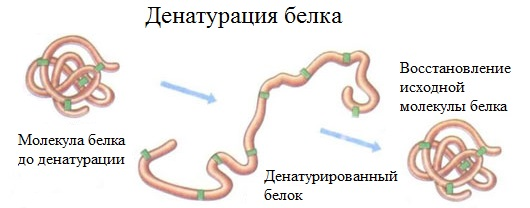 Денатурация белка
Молекула белка
до денатурации
Денатурированный
белок
Восстановление
исходной
молекулы белка